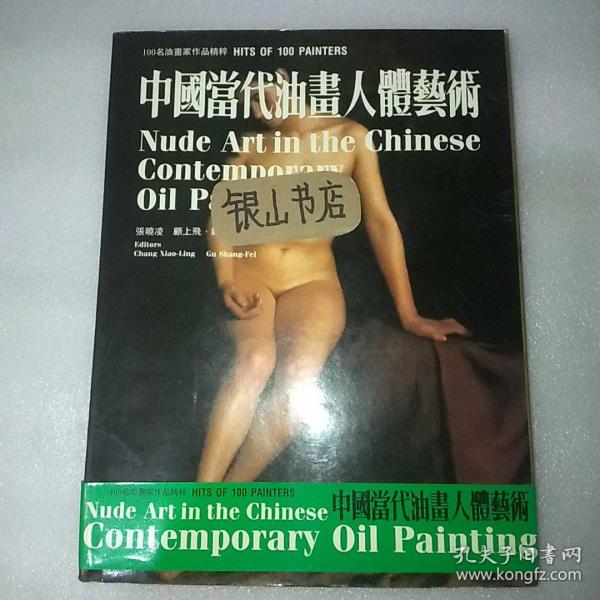 100名油畫家作品精粹 HITS OF 100 PAINTERS
中國當代油畫人體藝術
Nude Art in the Chinese
Contemporary
Oil Pa
银山书店
張曉凌 顧上飛·
Editors
Chang Xiao-Ling Gu Shang-Fei
100名油畫家作品精粹 HITS OF 100 PAINTERS
Nude Art in the Chinese 中國當代油畫人體藝術
Contemporary Oil Painting
孔夫子旧书网
www.kongfz.com